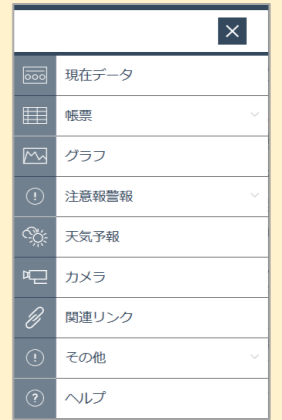 現在データ
帳票
グラフ
注意報警報
天気予報
カメラ
関連リンク
その他
ヘルプ